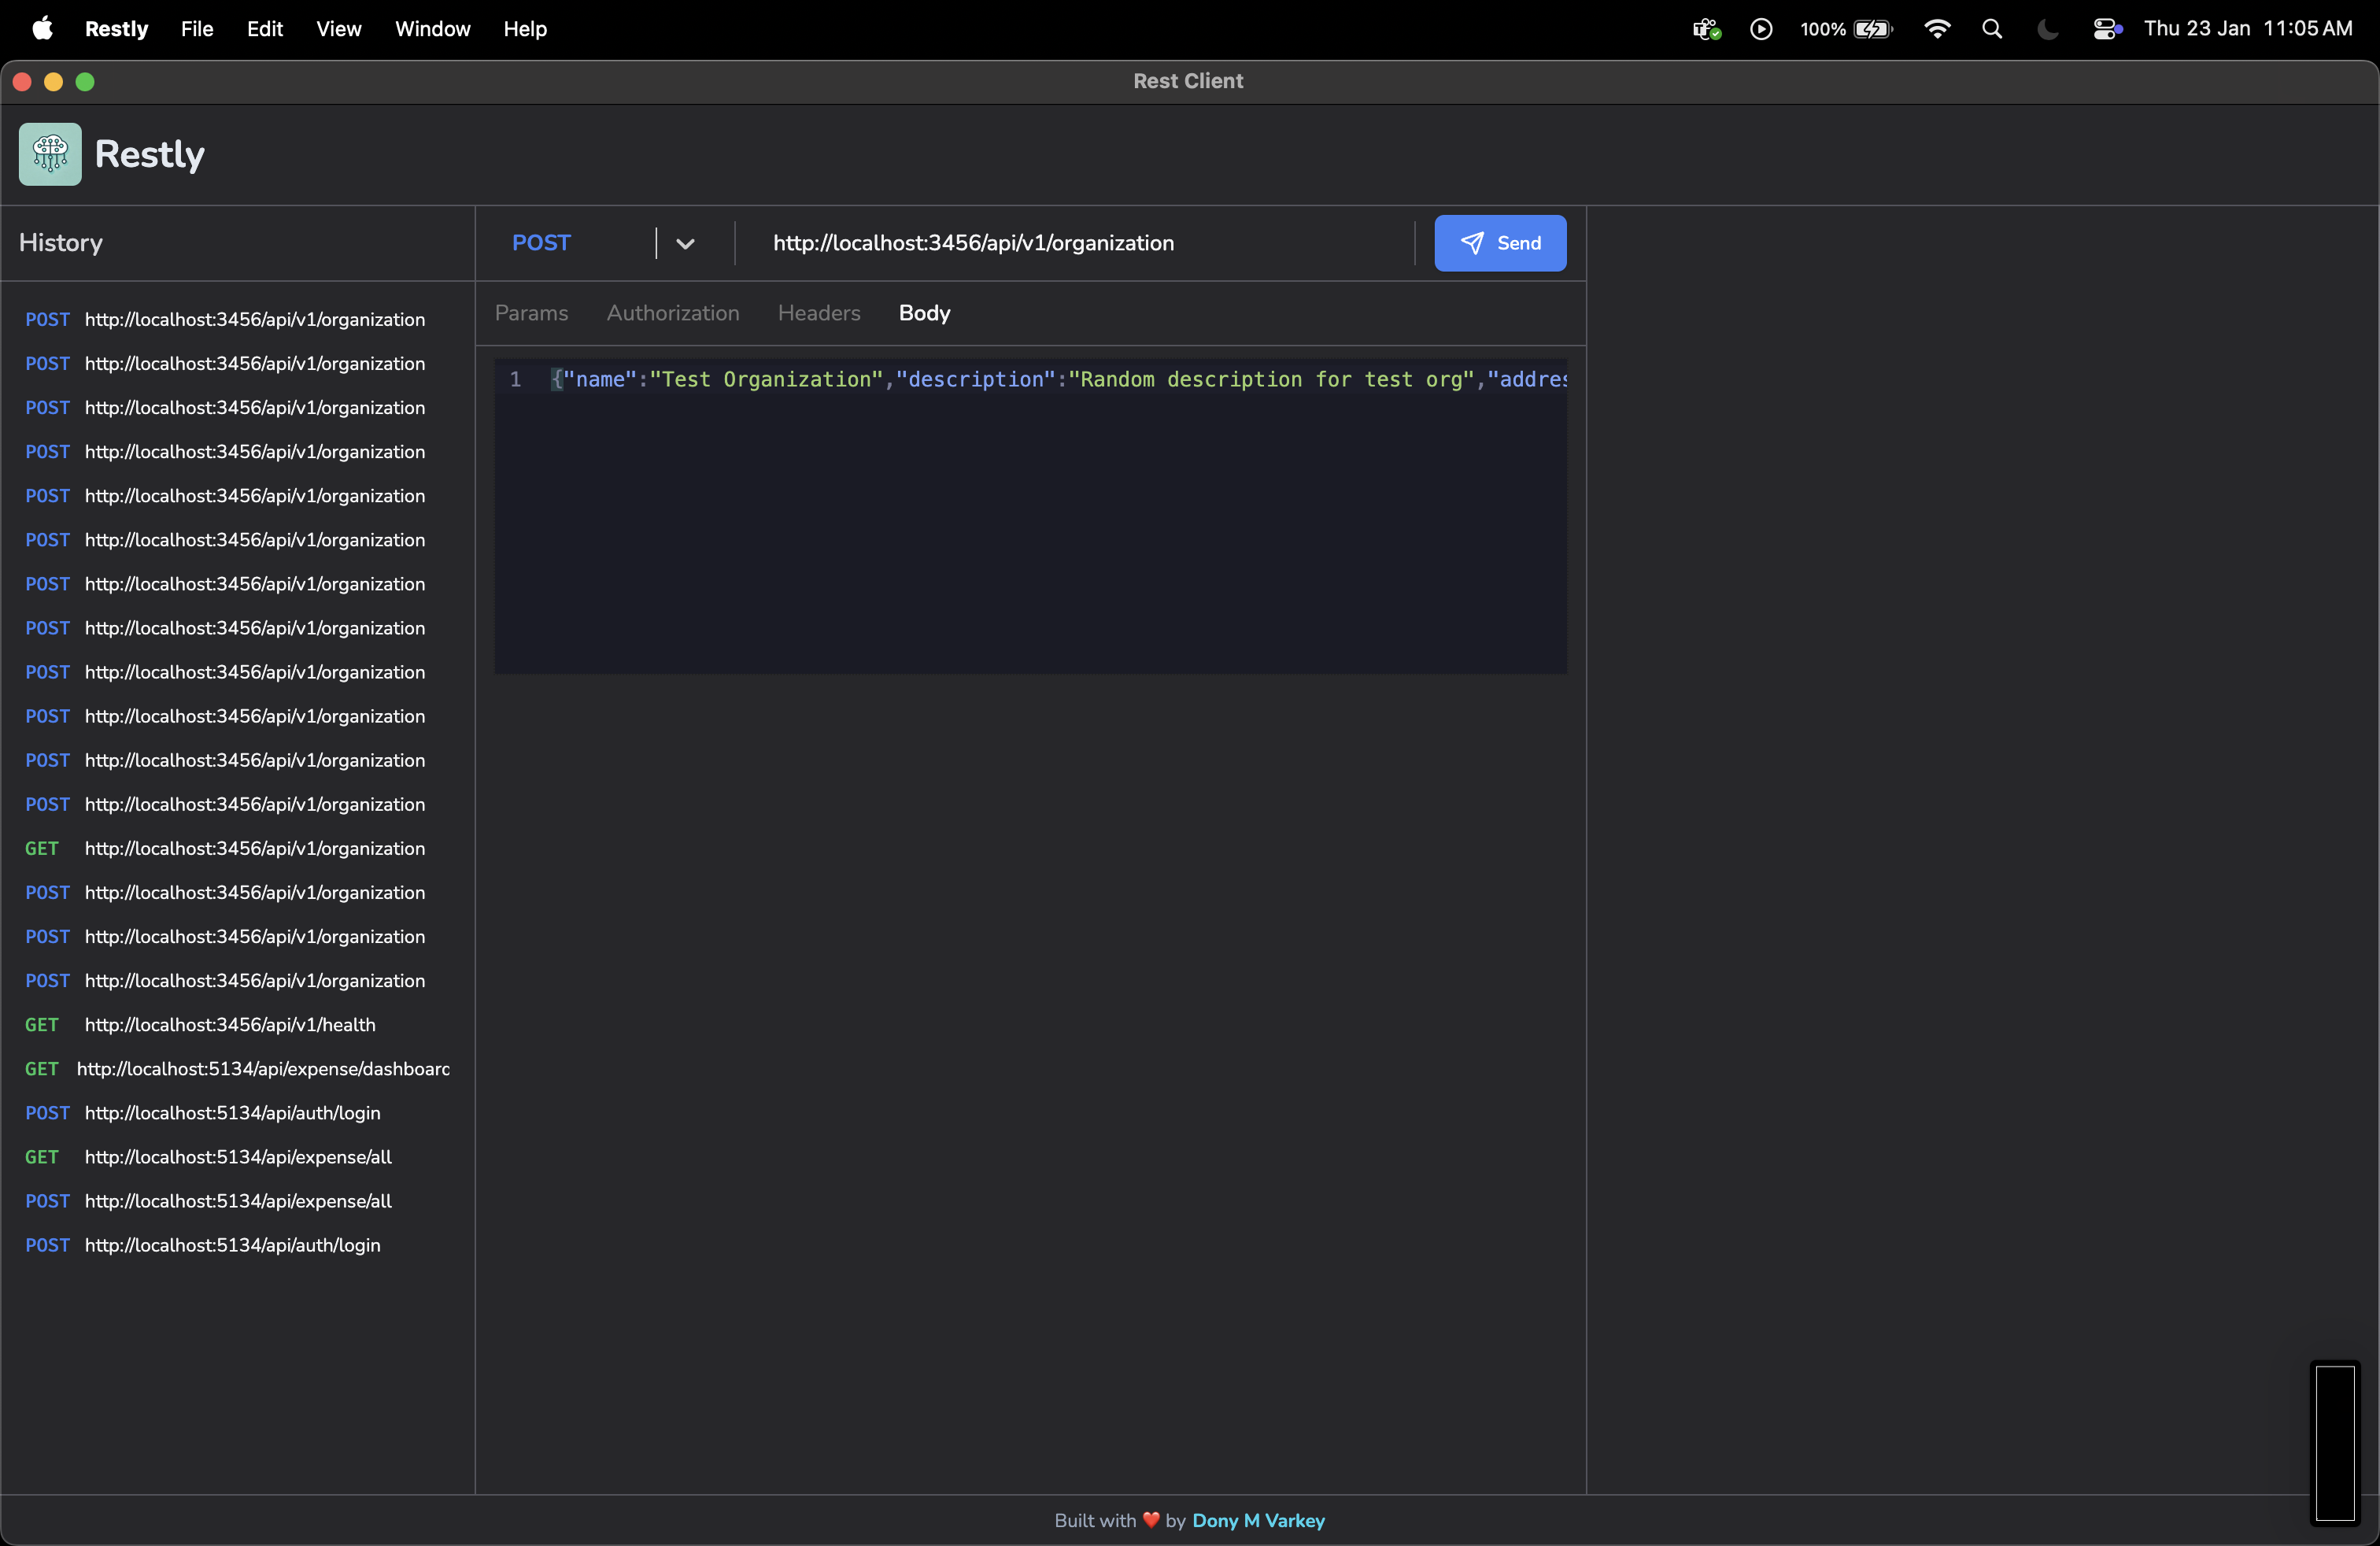 Restly File Edit View Window Help 100% Thu 23 Jan 11:05 AM
Rest Client
Restly
History
POST http://localhost:3456/api/v1/organization Send
Params Authorization Headers Body
1 {"name":"Test Organization","description":"Random description for test org","addres
POST http://localhost:3456/api/v1/organization
POST http://localhost:3456/api/v1/organization
POST http://localhost:3456/api/v1/organization
POST http://localhost:3456/api/v1/organization
POST http://localhost:3456/api/v1/organization
POST http://localhost:3456/api/v1/organization
POST http://localhost:3456/api/v1/organization
POST http://localhost:3456/api/v1/organization
POST http://localhost:3456/api/v1/organization
POST http://localhost:3456/api/v1/organization
POST http://localhost:3456/api/v1/organization
POST http://localhost:3456/api/v1/organization
GET http://localhost:3456/api/v1/organization
POST http://localhost:3456/api/v1/organization
POST http://localhost:3456/api/v1/organization
POST http://localhost:3456/api/v1/organization
GET http://localhost:3456/api/v1/health
GET http://localhost:5134/api/expense/dashboarc
POST http://localhost:5134/api/auth/login
GET http://localhost:5134/api/expense/all
POST http://localhost:5134/api/expense/all
POST http://localhost:5134/api/auth/login
Built with ❤️ by Dony M Varkey